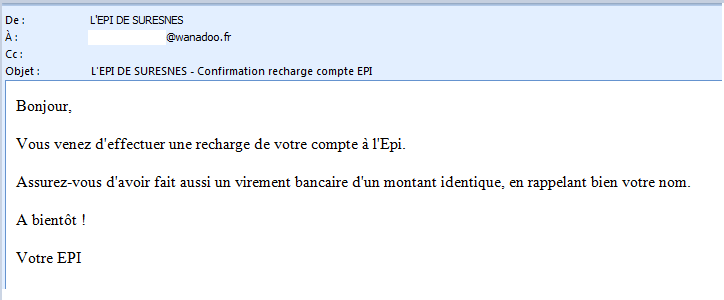 De : L'EPI DE SURESNES
À : @wanadoo.fr
Cc :
Objet : L'EPI DE SURESNES - Confirmation recharge compte EPI
Bonjour,
Vous venez d'effectuer une recharge de votre compte à l'Epi.
Assurez-vous d'avoir fait aussi un virement bancaire d'un montant identique, en rappelant bien votre nom.
A bientôt !
Votre EPI